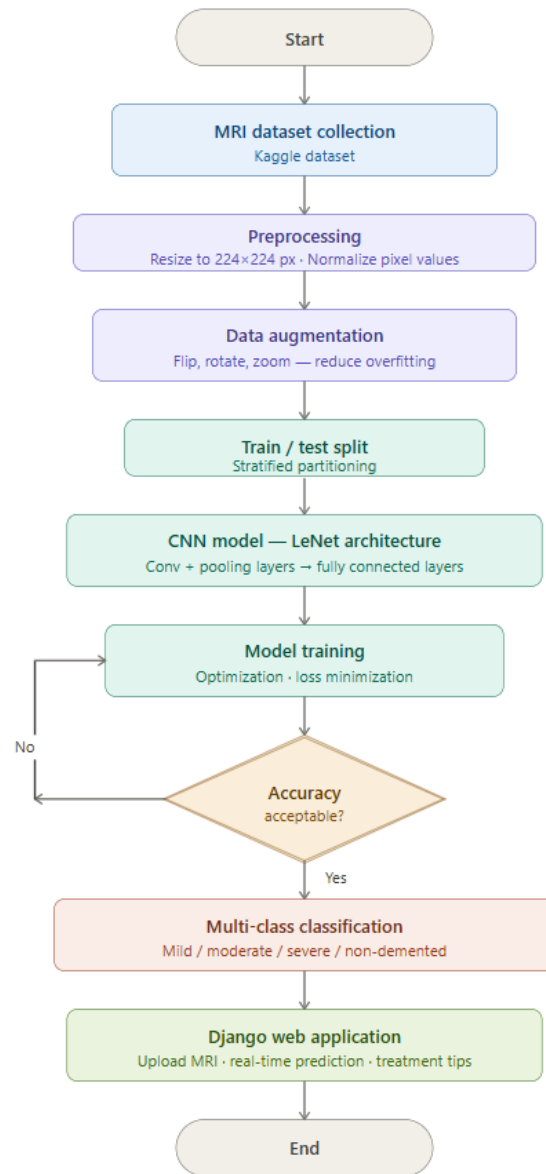 Start
MRI dataset collection
Kaggle dataset
Preprocessing
Resize to 224×224 px · Normalize pixel values
Data augmentation
Flip, rotate, zoom — reduce overfitting
Train / test split
Stratified partitioning
CNN model — LeNet architecture
Conv + pooling layers → fully connected layers
Model training
Optimization · loss minimization
No
Accuracy
acceptable?
Yes
Multi-class classification
Mild / moderate / severe / non-demented
Django web application
Upload MRI · real-time prediction · treatment tips
End